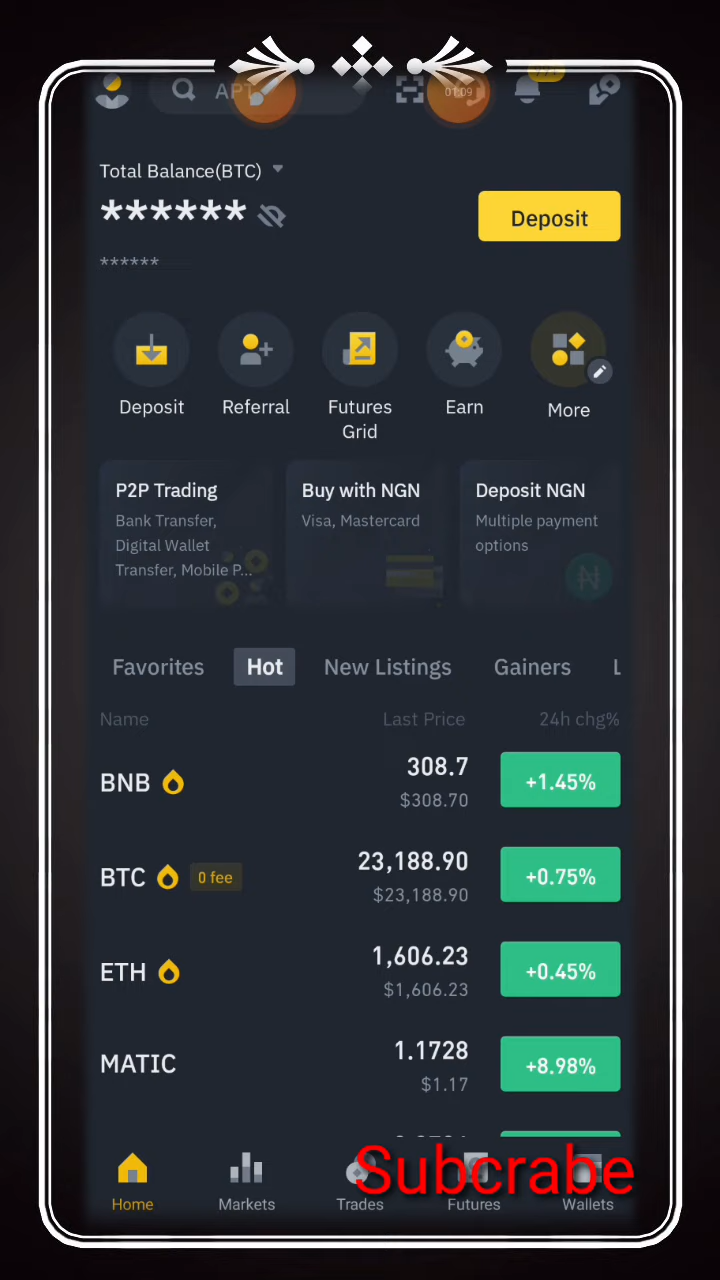 APT
01:09
Total Balance(BTC)
******
Deposit
******
Deposit
Referral
Futures
Grid
Earn
More
P2P Trading
Bank Transfer,
Digital Wallet
Transfer, Mobile P...
Buy with NGN
Visa, Mastercard
Deposit NGN
Multiple payment
options
Favorites Hot New Listings Gainers L
Name Last Price 24h chg%
BNB 308.7 +1.45%
$308.70
BTC 0 fee 23,188.90 +0.75%
$23,188.90
ETH 1,606.23 +0.45%
$1,606.23
MATIC 1.1728 +8.98%
$1.17
Subcrabe
Home Markets Trades Futures Wallets